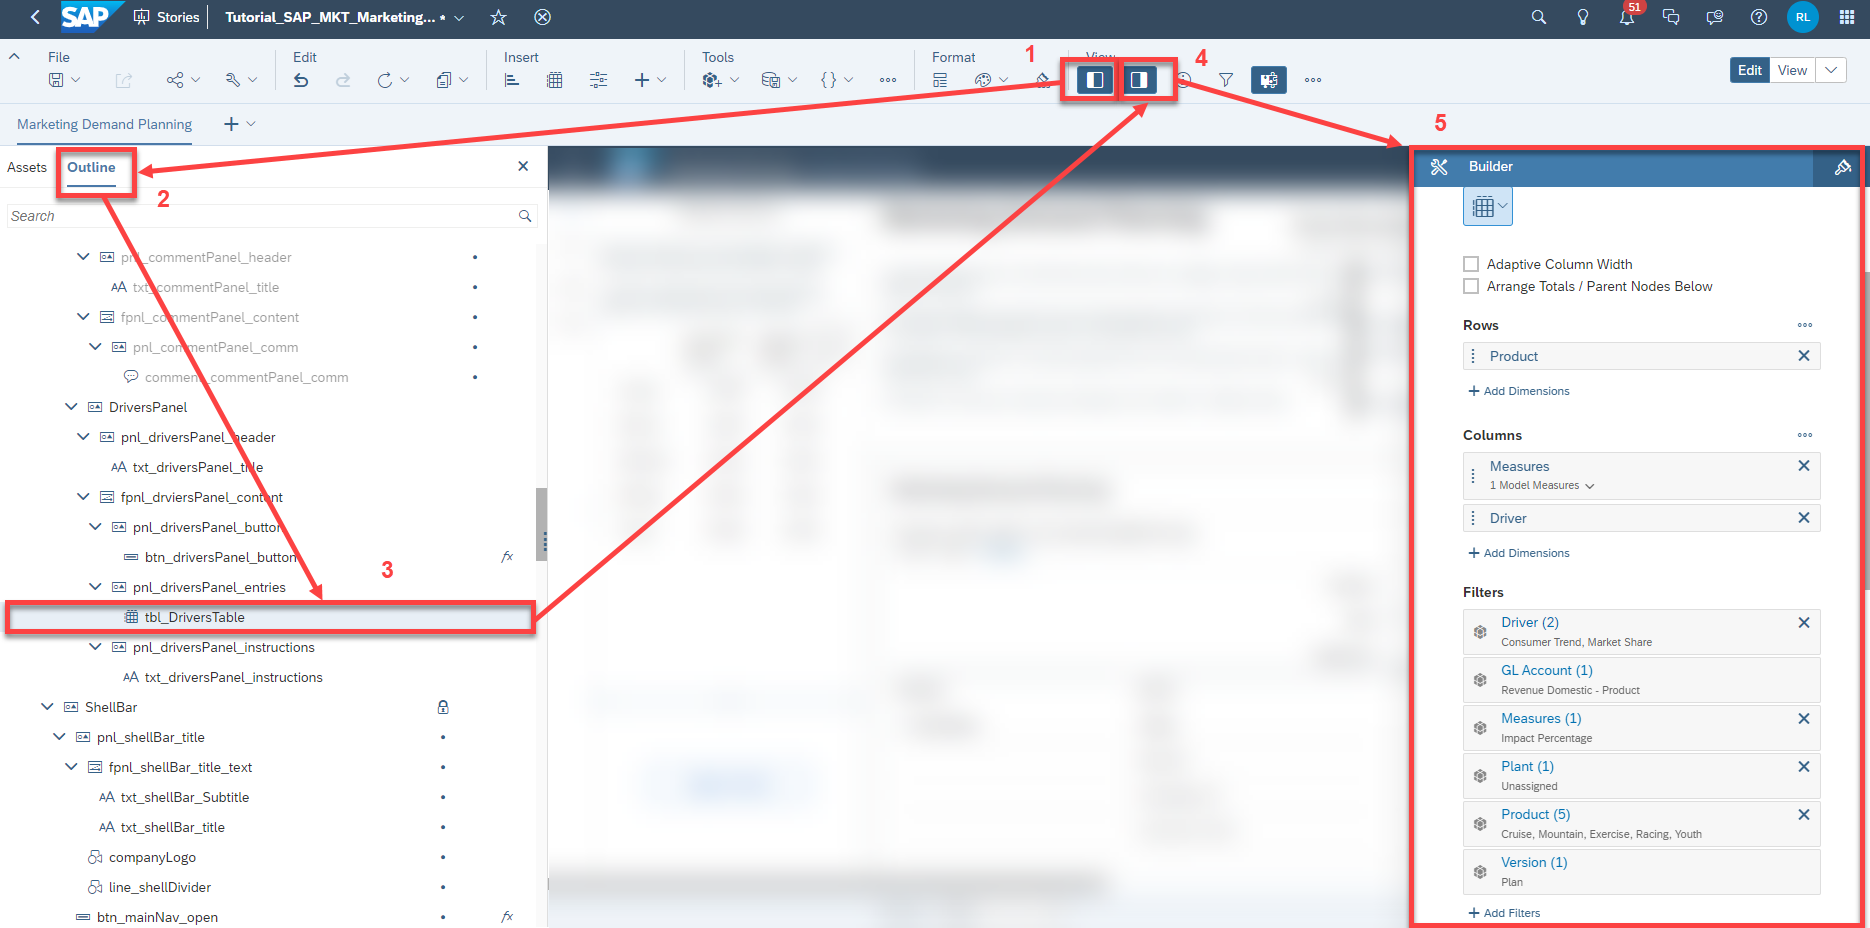 SAP Stories Tutorial_SAP_MKT_Marketing... * 51 RL
File Edit Insert Tools Format View
1 4
Edit View
Marketing Demand Planning
5
Assets Outline
2
Search
pnl_commentPanel_header
txt_commentPanel_title
fpnl_commentPanel_content
pnl_commentPanel_comm
comment_commentPanel_comm
DriversPanel
pnl_driversPanel_header
txt_driversPanel_title
fpnl_drviersPanel_content
pnl_driversPanel_button
btn_driversPanel_button fx
3
pnl_driversPanel_entries
tbl_DriversTable
pnl_driversPanel_instructions
txt_driversPanel_instructions
ShellBar
pnl_shellBar_title
fpnl_shellBar_title_text
txt_shellBar_Subtitle
txt_shellBar_title
companyLogo
line_shellDivider
btn_mainNav_open fx
Builder
Adaptive Column Width
Arrange Totals / Parent Nodes Below
Rows
Product
+ Add Dimensions
Columns
Measures
1 Model Measures
Driver
+ Add Dimensions
Filters
Driver (2)
Consumer Trend, Market Share
GL Account (1)
Revenue Domestic - Product
Measures (1)
Impact Percentage
Plant (1)
Unassigned
Product (5)
Cruise, Mountain, Exercise, Racing, Youth
Version (1)
Plan
+ Add Filters